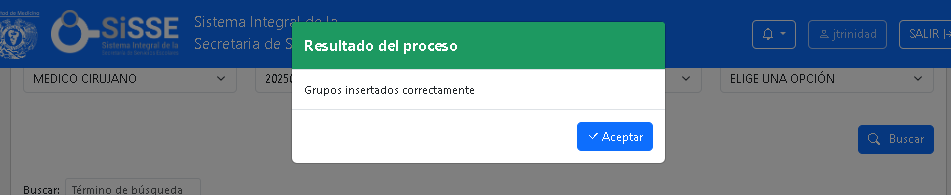 SiSSE
Sistema Integral de la
Sistema Integral de la
Secretaria de S
jtrinidad
SALIR
Resultado del proceso
MEDICO CIRUJANO
ELIGE UNA OPCIÓN
Grupos insertados correctamente
Aceptar
Buscar
Buscar:
Término de búsqueda